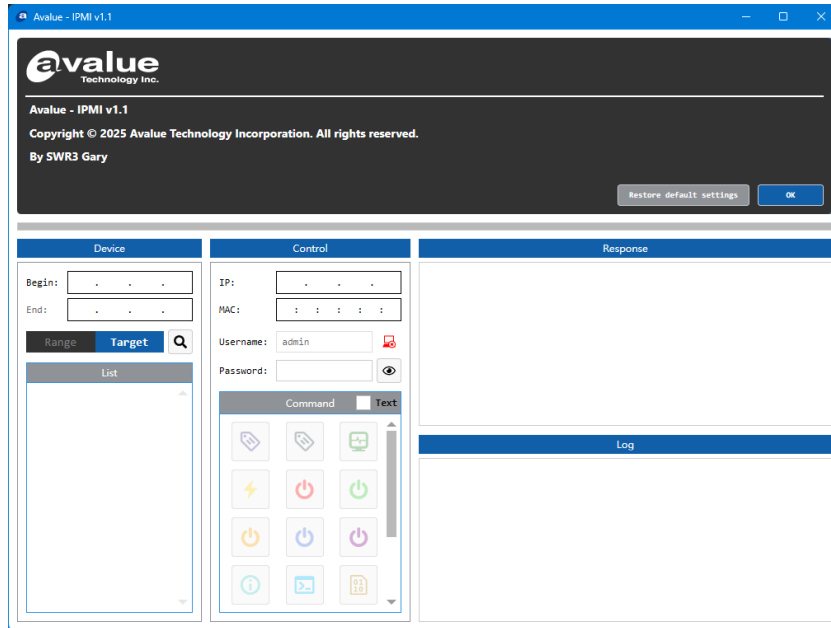 a Avalue - IPMI v1.1
avalue
Technology Inc.
Avalue - IPMI v1.1
Copyright © 2025 Avalue Technology Incorporation. All rights reserved.
By SWR3 Gary
Restore default settings
OK
Device
Control
Response
Begin: . . .
End: . . .
Range Target
List
IP: . . .
MAC: : : : : :
Username: admin
Password:
Command Text
01
10
Log